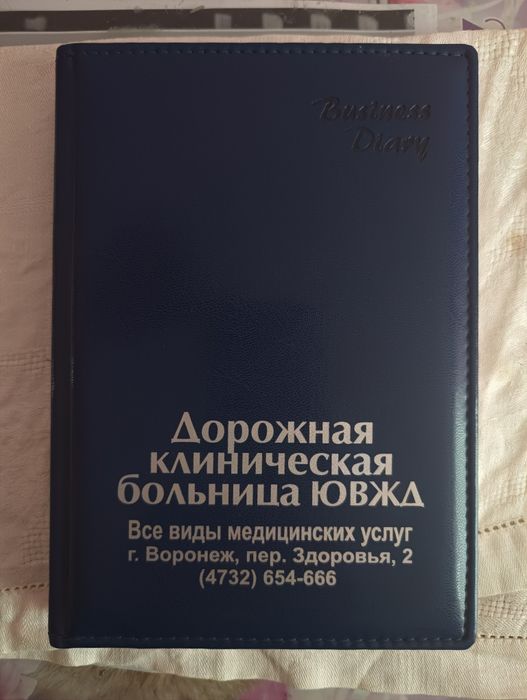 Business
Diary
Дорожная
клиническая
больница ЮВЖД
Все виды медицинских услуг
г. Воронеж, пер. Здоровья, 2
(4732) 654-666